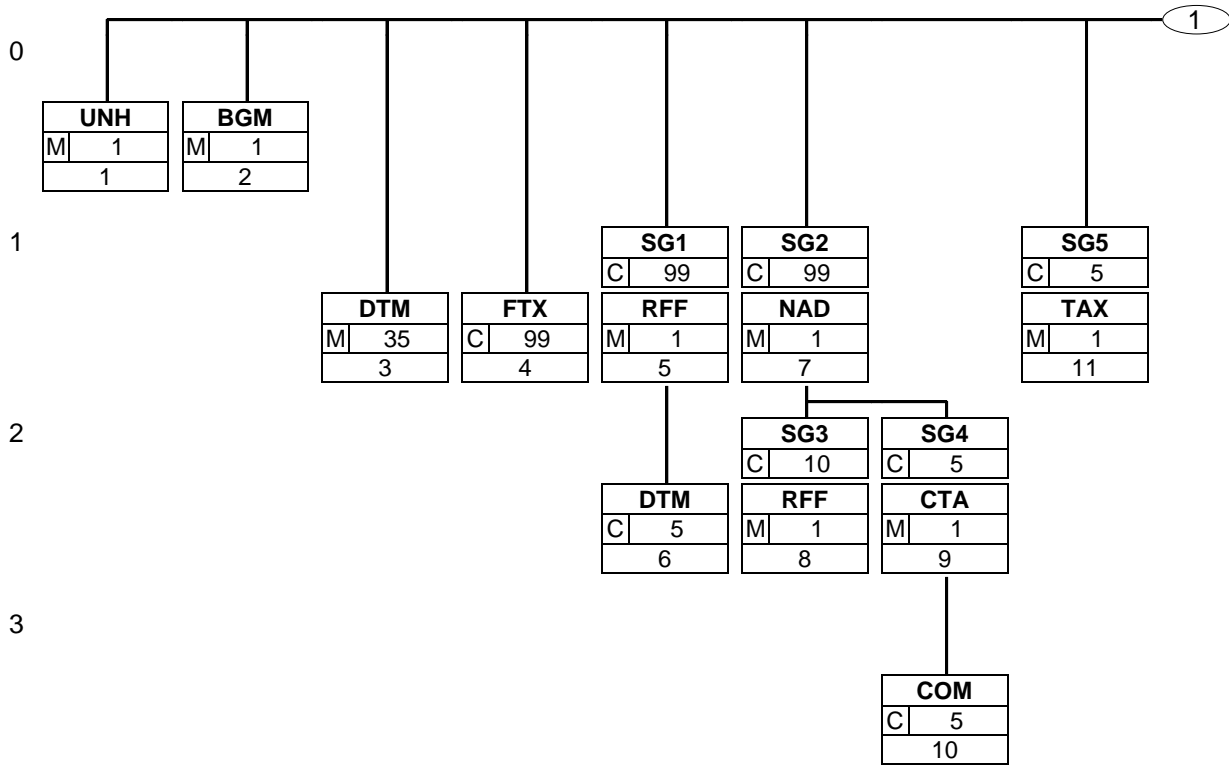 1
0
UNH BGM
M 1 M 1
1 2
1
SG1 SG2 SG5
C 99 C 99 C 5
DTM FTX RFF NAD TAX
M 35 C 99 M 1 M 1 M 1
3 4 5 7 11
2
SG3 SG4
C 10 C 5
DTM RFF CTA
C 5 M 1 M 1
6 8 9
3
COM
C 5
10